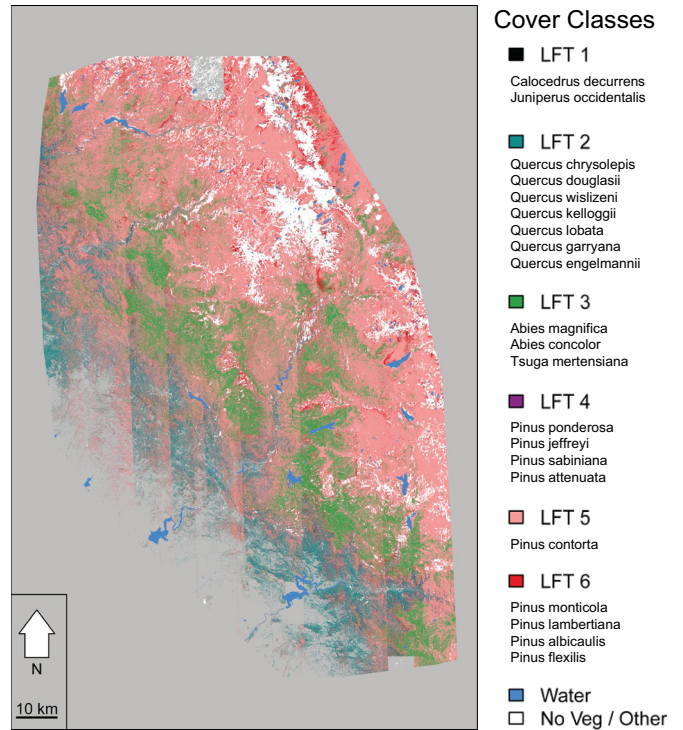 Cover Classes
LFT 1
Calocedrus decurrens
Juniperus occidentalis
LFT 2
Quercus chrysolepis
Quercus douglasii
Quercus wislizeni
Quercus kelloggii
Quercus lobata
Quercus garryana
Quercus engelmannii
LFT 3
Abies magnifica
Abies concolor
Tsuga mertensiana
LFT 4
Pinus ponderosa
Pinus jeffreyi
Pinus sabiniana
Pinus attenuata
LFT 5
Pinus contorta
LFT 6
Pinus monticola
Pinus lambertiana
Pinus albicaulis
Pinus flexilis
Water
No Veg / Other
N
10 km